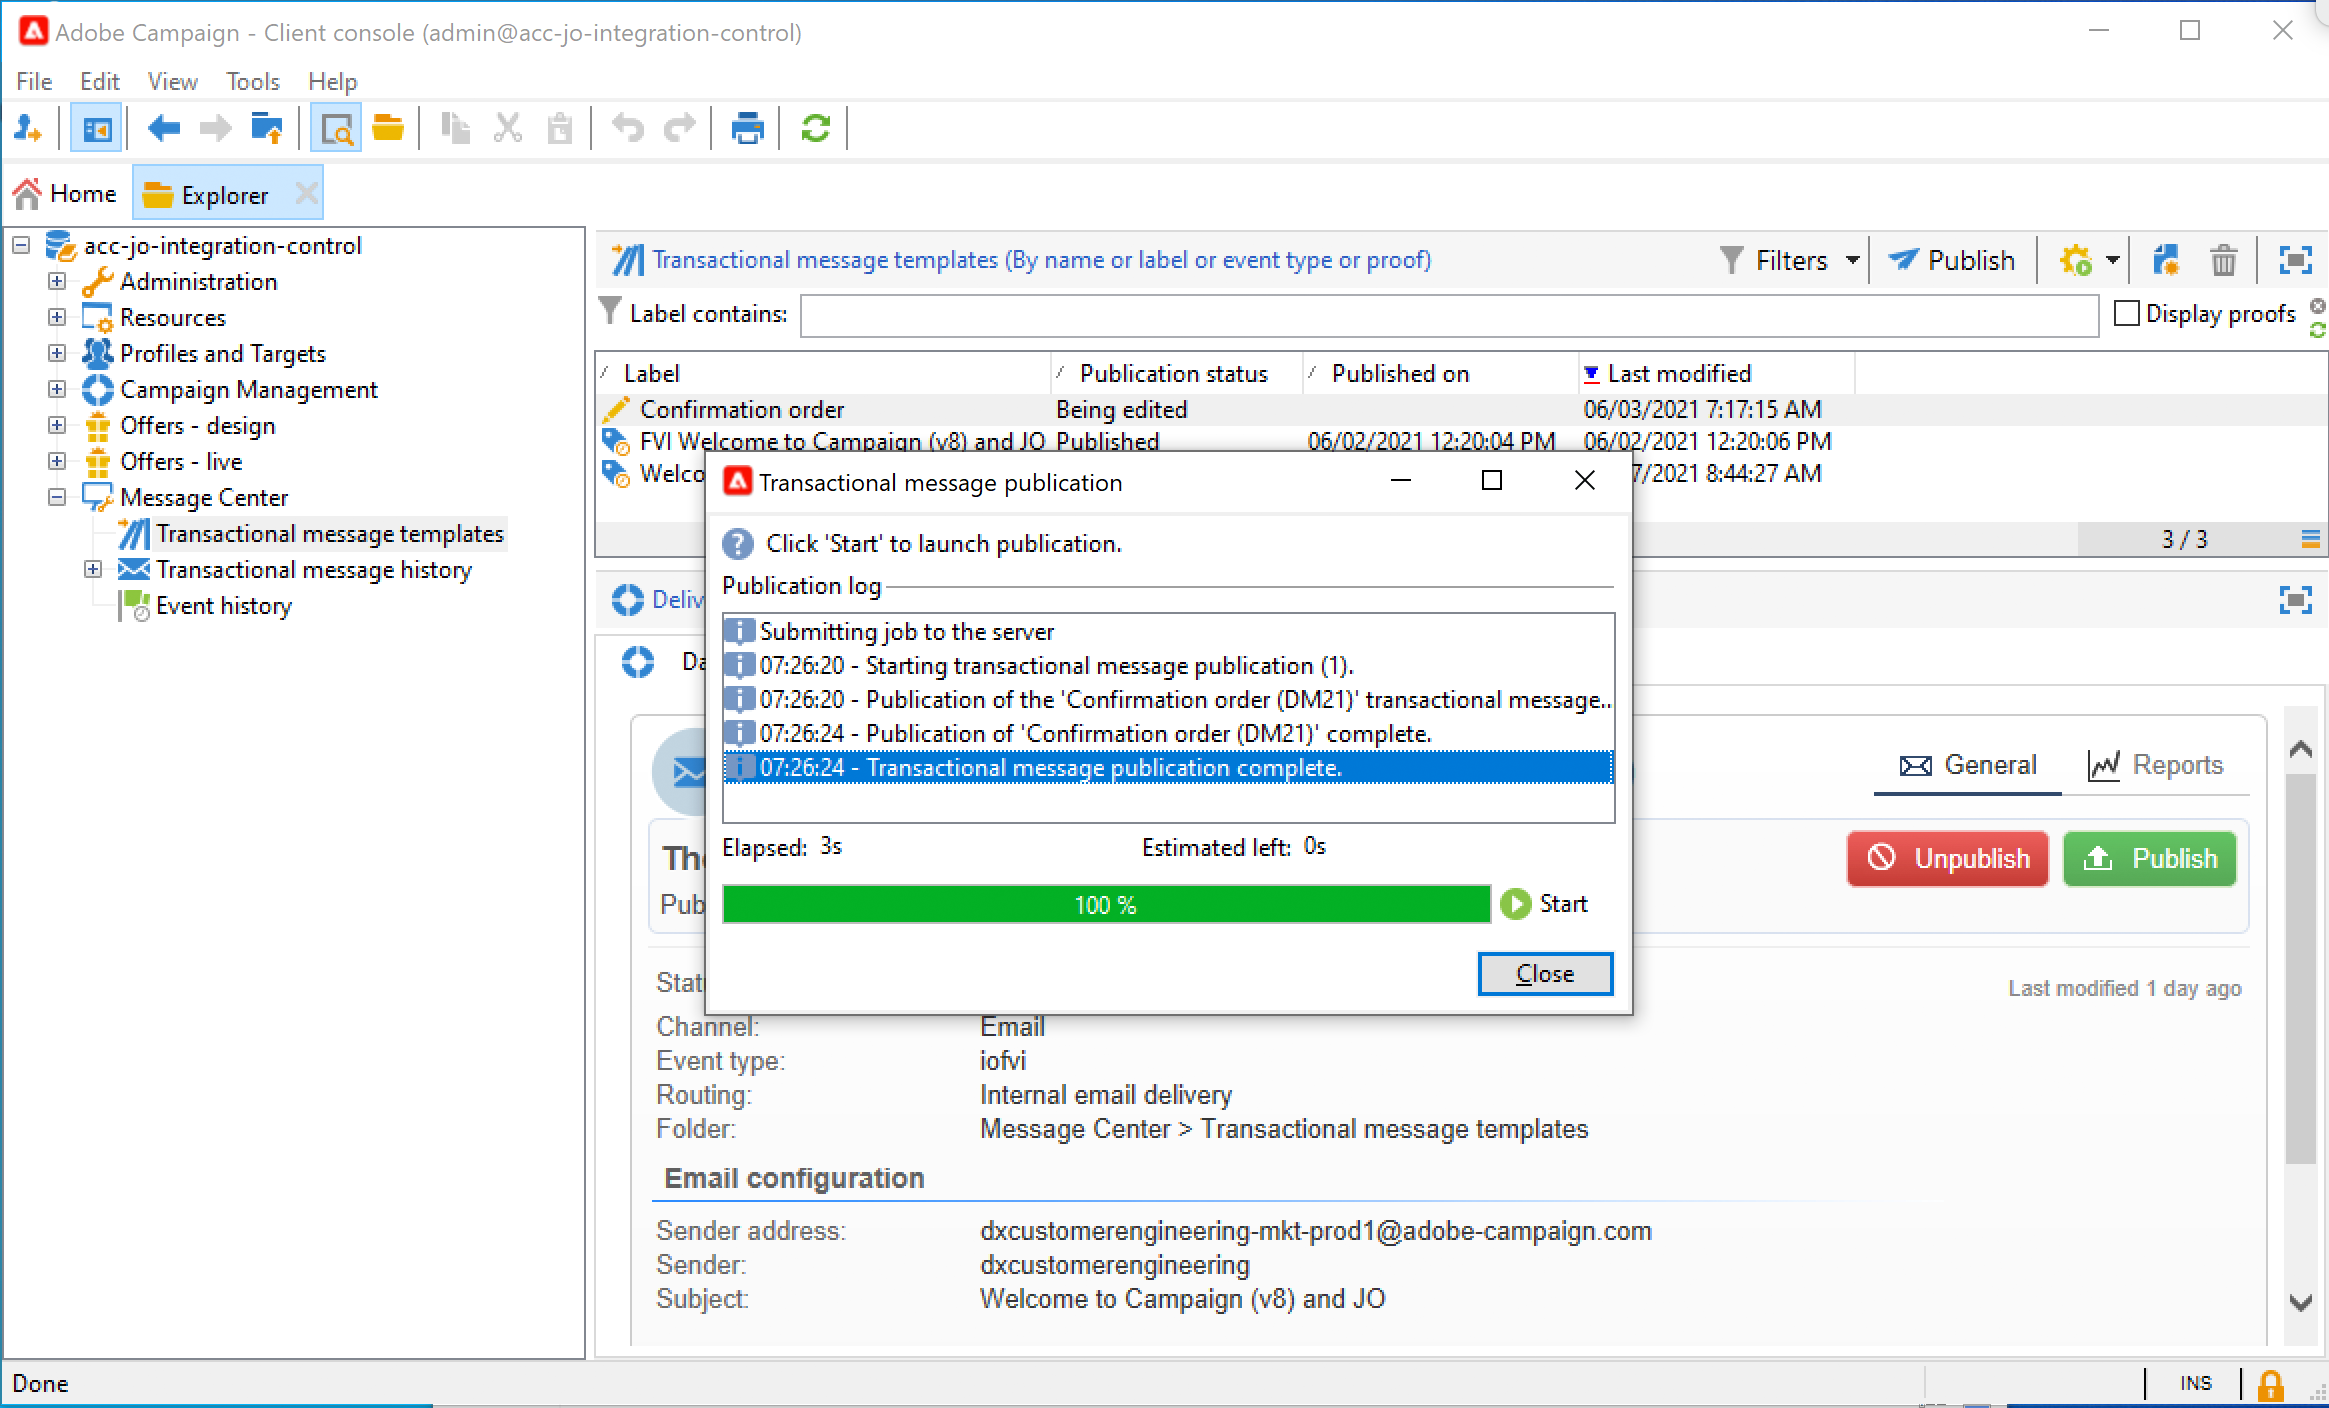 Adobe Campaign - Client console (admin@acc-jo-integration-control)
File Edit View Tools Help
Home Explorer
acc-jo-integration-control
Administration
Resources
Profiles and Targets
Campaign Management
Offers - design
Offers - live
Message Center
Transactional message templates
Transactional message history
Event history
Transactional message templates (By name or label or event type or proof)
Filters Publish
Label contains: Display proofs
Label Publication status Published on Last modified
Confirmation order Being edited 06/03/2021 7:17:15 AM
FVI Welcome to Campaign (v8) and JO Published 06/02/2021 12:20:04 PM 06/02/2021 12:20:06 PM
Welco 7/2021 8:44:27 AM
3 / 3
Transactional message publication
Click 'Start' to launch publication.
Publication log
Submitting job to the server
07:26:20 - Starting transactional message publication (1).
07:26:20 - Publication of the 'Confirmation order (DM21)' transactional message..
07:26:24 - Publication of 'Confirmation order (DM21)' complete.
07:26:24 - Transactional message publication complete.
Elapsed: 3s Estimated left: 0s
100 % Start
Close
Deliv
Da
General Reports
The
Unpublish Publish
Pub
Stat
Last modified 1 day ago
Channel: Email
Event type: iofvi
Routing: Internal email delivery
Folder: Message Center > Transactional message templates
Email configuration
Sender address: dxcustomerengineering-mkt-prod1@adobe-campaign.com
Sender: dxcustomerengineering
Subject: Welcome to Campaign (v8) and JO
Done INS